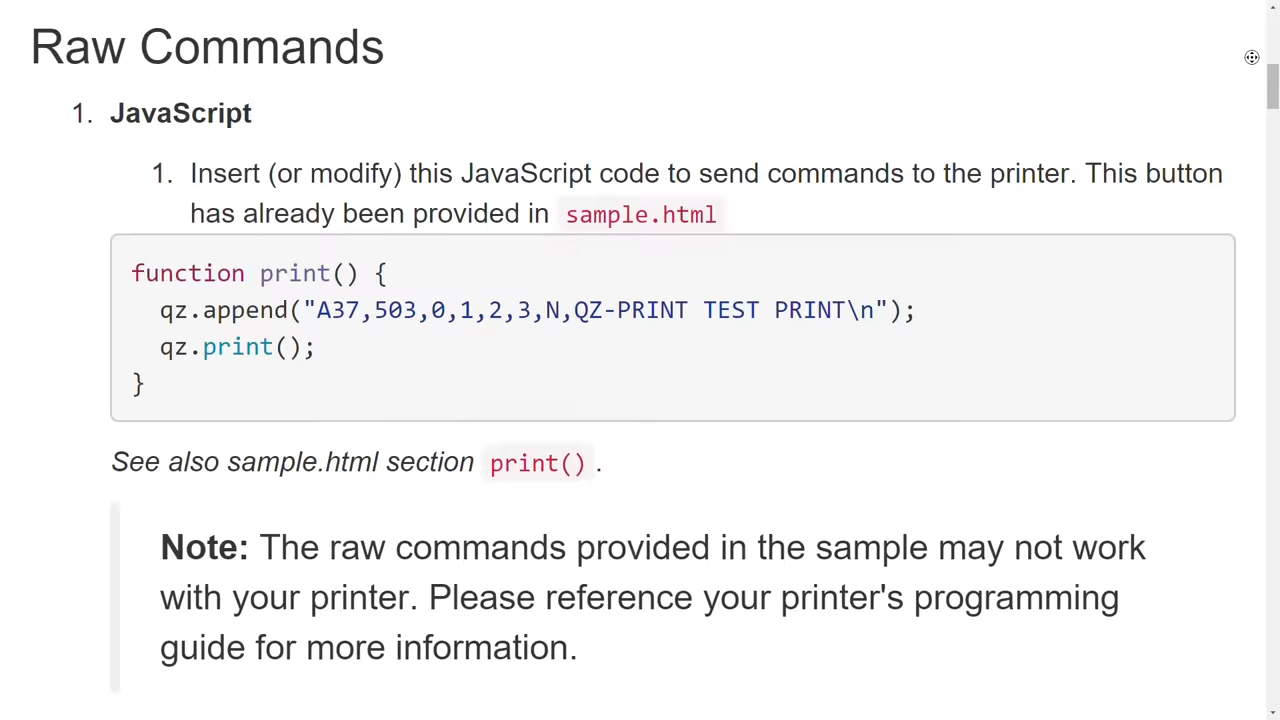 Raw Commands
1. JavaScript
1. Insert (or modify) this JavaScript code to send commands to the printer. This button
has already been provided in sample.html
function print() {
  qz.append("A37,503,0,1,2,3,N,QZ-PRINT TEST PRINT\n");
  qz.print();
}
See also sample.html section print().
Note: The raw commands provided in the sample may not work
with your printer. Please reference your printer's programming
guide for more information.